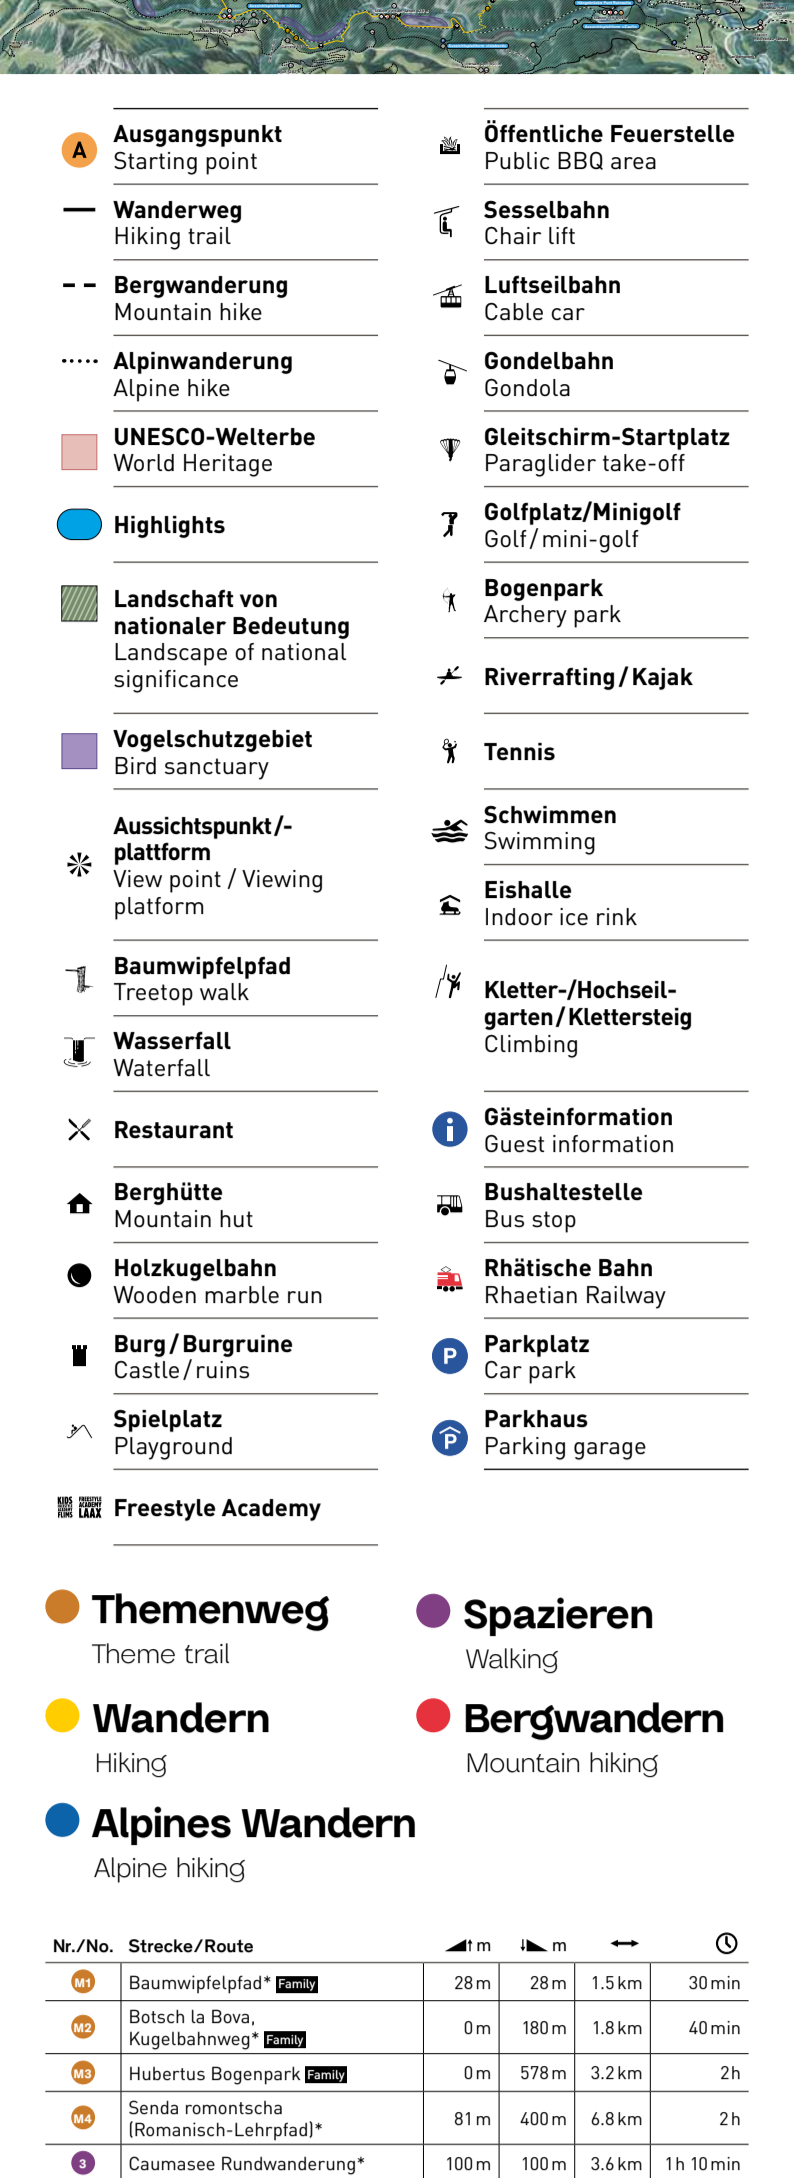 A
Ausgangspunkt
Starting point
Wanderweg
Hiking trail
Bergwanderung
Mountain hike
Alpinwanderung
Alpine hike
UNESCO-Welterbe
World Heritage
Highlights
Landschaft von
nationaler Bedeutung
Landscape of national
significance
Vogelschutzgebiet
Bird sanctuary
Aussichtspunkt/-
plattform
View point / Viewing
platform
Baumwipfelpfad
Treetop walk
Wasserfall
Waterfall
Restaurant
Berghütte
Mountain hut
Holzkugelbahn
Wooden marble run
Burg/Burgruine
Castle/ruins
Spielplatz
Playground
Freestyle Academy
Öffentliche Feuerstelle
Public BBQ area
Sesselbahn
Chair lift
Luftseilbahn
Cable car
Gondelbahn
Gondola
Gleitschirm-Startplatz
Paraglider take-off
Golfplatz/Minigolf
Golf/mini-golf
Bogenpark
Archery park
Riverrafting/Kajak
Tennis
Schwimmen
Swimming
Eishalle
Indoor ice rink
Kletter-/Hochseil-
garten/Klettersteig
Climbing
Gästeinformation
Guest information
Bushaltestelle
Bus stop
Rhätische Bahn
Rhaetian Railway
P
Parkplatz
Car park
P
Parkhaus
Parking garage
Themenweg
Theme trail
Spazieren
Walking
Wandern
Hiking
Bergwandern
Mountain hiking
Alpines Wandern
Alpine hiking
Nr./No. Strecke/Route m m
M1 Baumwipfelpfad* Family 28 m 28 m 1.5 km 30 min
M2 Botsch la Bova,
Kugelbahnweg* Family 0 m 180 m 1.8 km 40 min
M3 Hubertus Bogenpark Family 0 m 578 m 3.2 km 2 h
M4 Senda romontscha
(Romanisch-Lehrpfad)* 81 m 400 m 6.8 km 2 h
3 Caumasee Rundwanderung* 100 m 100 m 3.6 km 1 h 10 min